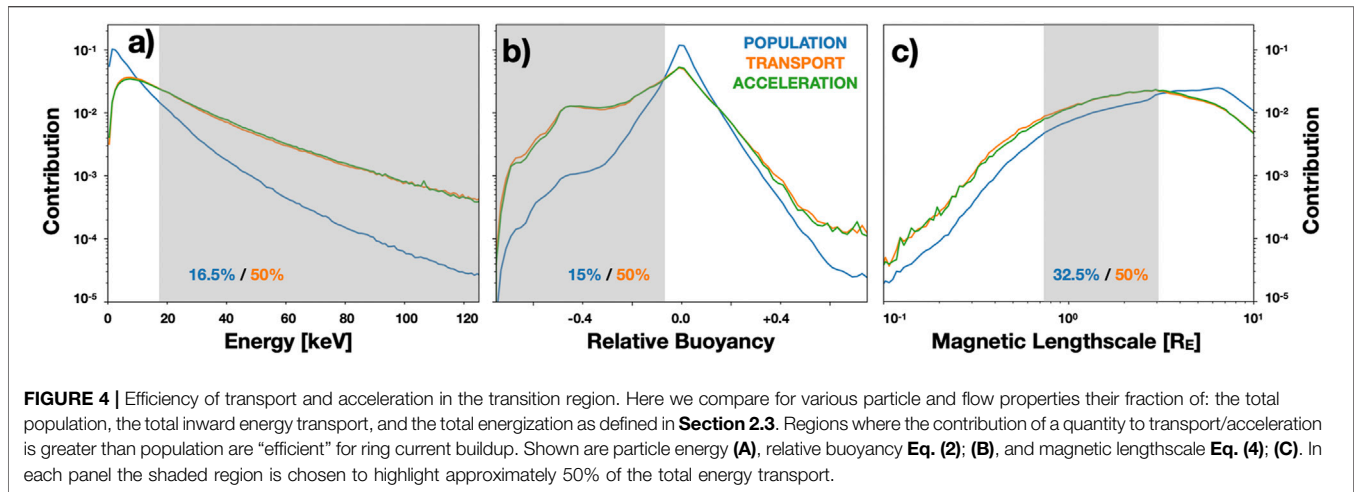 a)
b)
c)
POPULATION
TRANSPORT
ACCELERATION
Contribution
10-1
10-2
10-3
10-4
10-5
16.5% / 50%
0 20 40 60 80 100 120
Energy [keV]
15% / 50%
-0.4 0.0 +0.4
Relative Buoyancy
32.5% / 50%
10-1 100 101
Magnetic Lengthscale [RE]
10-1
10-2
10-3
10-4
10-5
Contribution
FIGURE 4 | Efficiency of transport and acceleration in the transition region. Here we compare for various particle and flow properties their fraction of: the total
population, the total inward energy transport, and the total energization as defined in Section 2.3. Regions where the contribution of a quantity to transport/acceleration
is greater than population are “efficient” for ring current buildup. Shown are particle energy (A), relative buoyancy Eq. (2); (B), and magnetic lengthscale Eq. (4); (C). In
each panel the shaded region is chosen to highlight approximately 50% of the total energy transport.